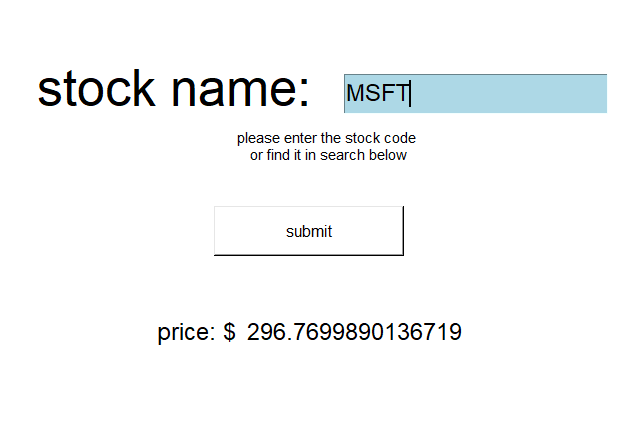 stock name: MSFT
please enter the stock code
or find it in search below
submit
price: $ 296.7699890136719